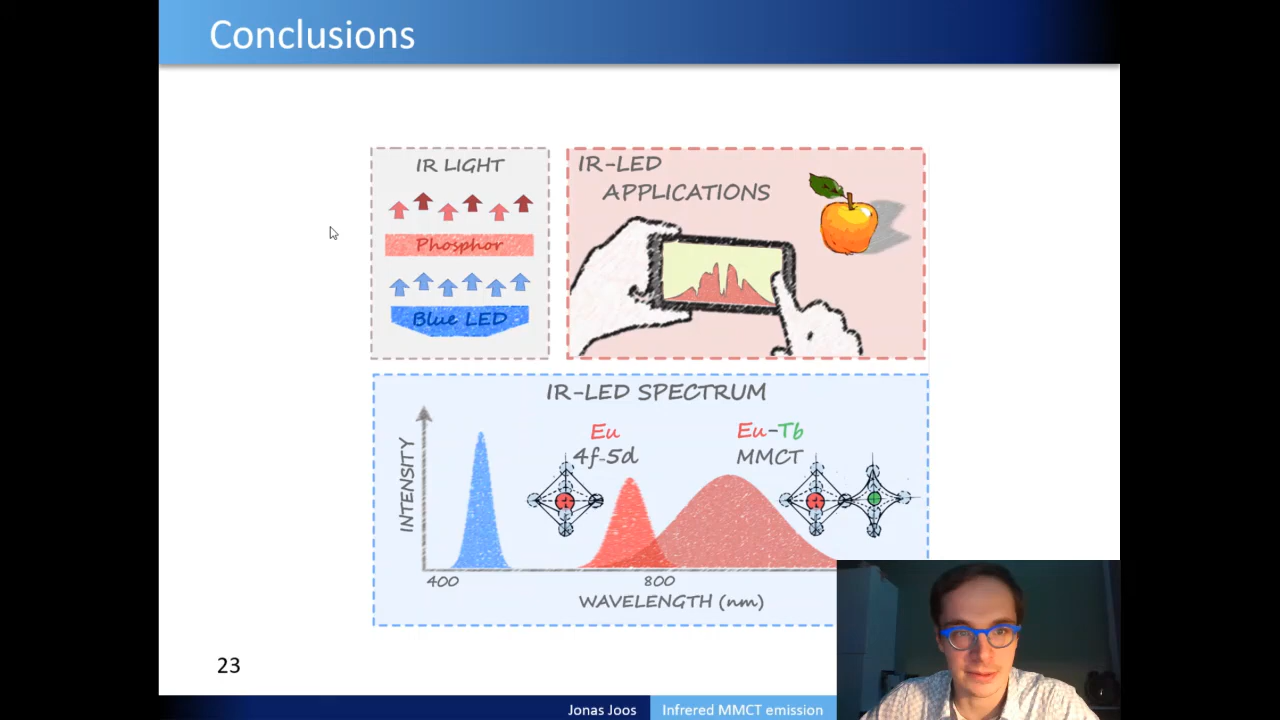 Conclusions
IR LIGHT
Phosphor
Blue LED
IR-LED
APPLICATIONS
IR-LED SPECTRUM
INTENSITY
Eu
4f-5d
Eu-Tb
MMCT
400
800
WAVELENGTH (nm)
23
Jonas Joos
Infrered MMCT emission